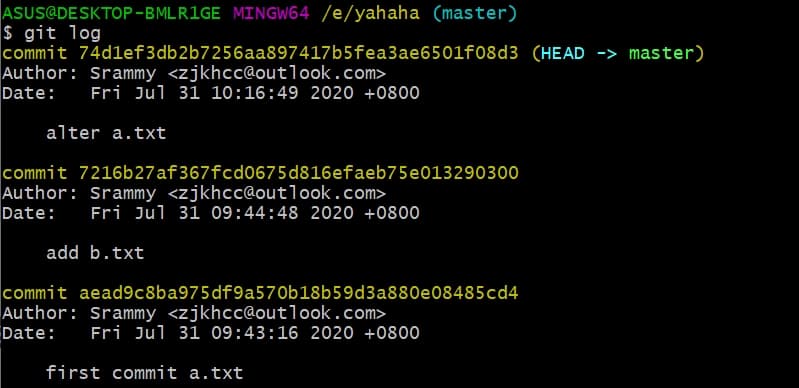 ASUS@DESKTOP-BMLR1GE MINGW64 /e/yahaha (master)
$ git log
commit 74d1ef3db2b7256aa897417b5fea3ae6501f08d3 (HEAD -> master)
Author: Srammy <zjkhcc@outlook.com>
Date:   Fri Jul 31 10:16:49 2020 +0800
    alter a.txt
commit 7216b27af367fcd0675d816efaeb75e013290300
Author: Srammy <zjkhcc@outlook.com>
Date:   Fri Jul 31 09:44:48 2020 +0800
    add b.txt
commit aead9c8ba975df9a570b18b59d3a880e08485cd4
Author: Srammy <zjkhcc@outlook.com>
Date:   Fri Jul 31 09:43:16 2020 +0800
    first commit a.txt